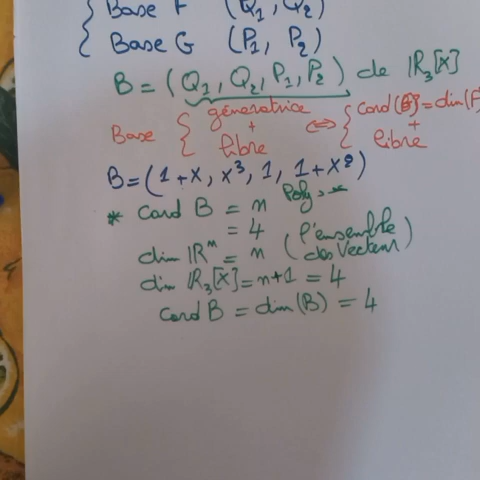 Base F (Q₁, Q₂)
Base G (P₁, P₂)
B = (Q₁, Q₂, P₁, P₂) de ℝ₃[X]
Base { génératrice + libre ⟺ { card(B) = dim(F) + libre
B = (1+X, X³, 1, 1+X²)
* card B = n Poly
= 4
dim ℝⁿ = n (l'ensemble des Vecteurs)
dim ℝ₃[X] = n+1 = 4
card B = dim(B) = 4